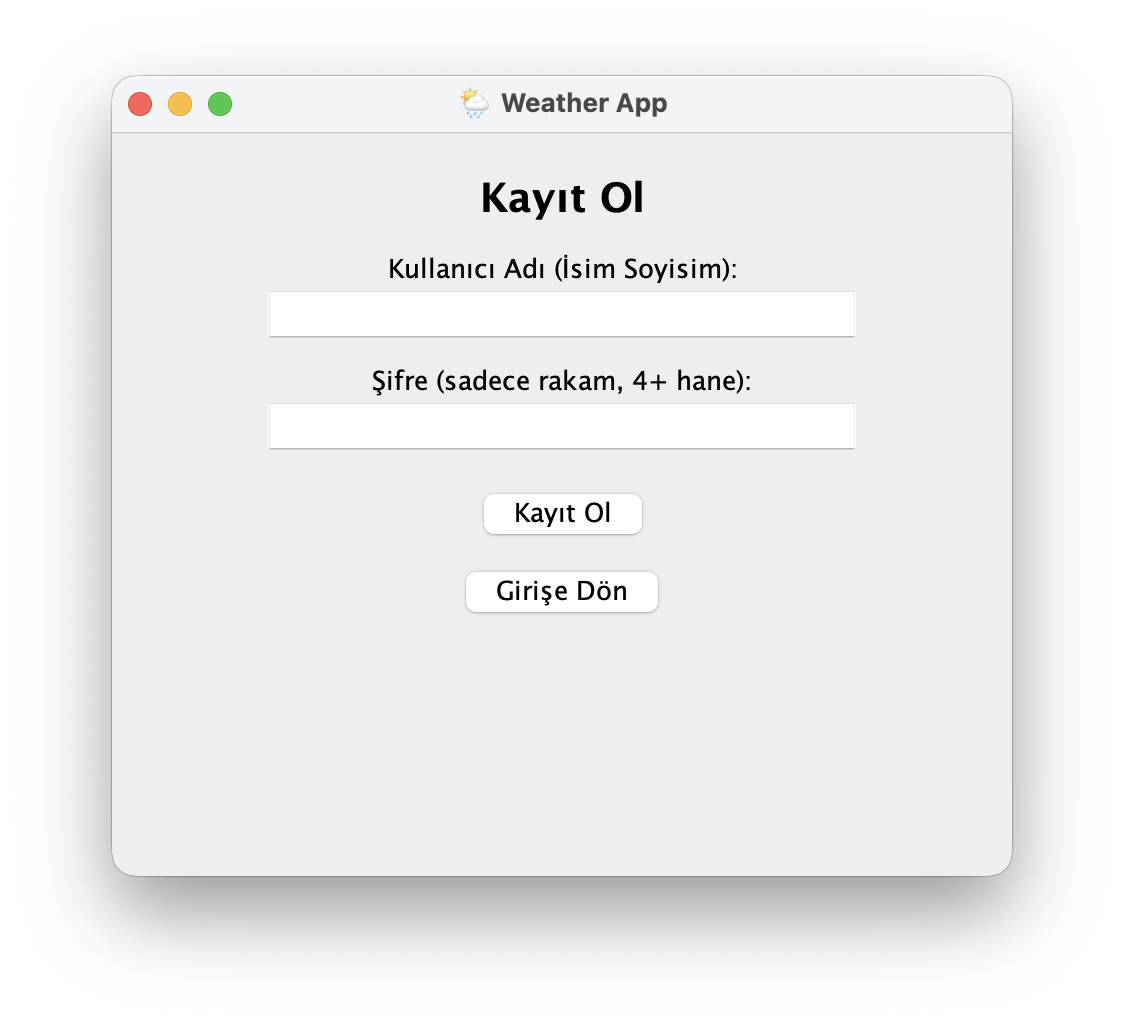 Weather App
Kayıt Ol
Kullanıcı Adı (İsim Soyisim):
Şifre (sadece rakam, 4+ hane):
Kayıt Ol
Girişe Dön